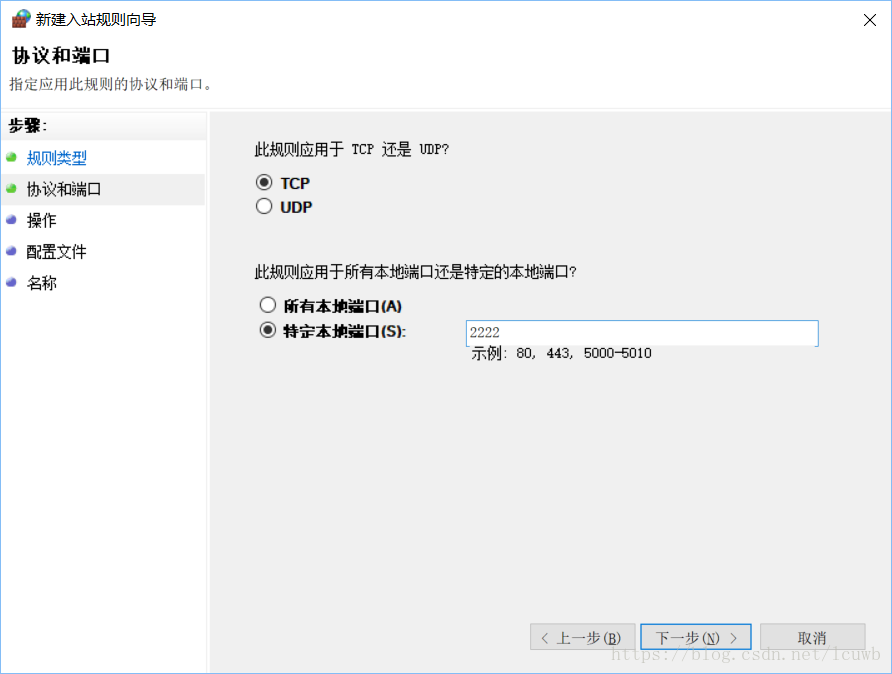 新建入站规则向导
协议和端口
指定应用此规则的协议和端口。
步骤:
规则类型
协议和端口
操作
配置文件
名称
此规则应用于 TCP 还是 UDP?
TCP
UDP
此规则应用于所有本地端口还是特定的本地端口?
所有本地端口(A)
特定本地端口(S):
2222
示例: 80, 443, 5000-5010
< 上一步(B)
下一步(N) >
取消
https://blog.csdn.net/lcuwb